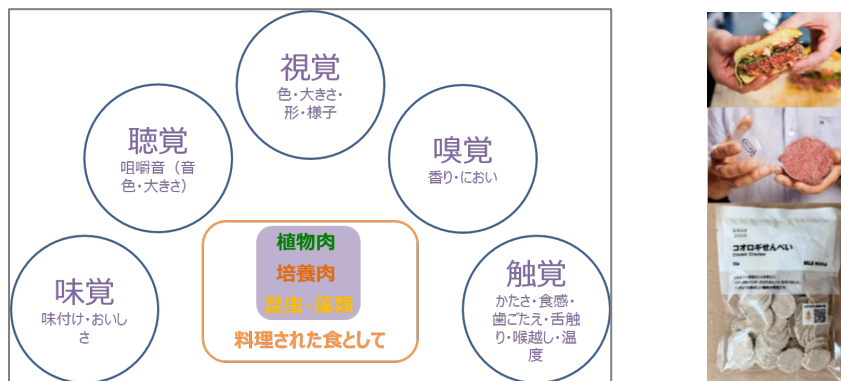 視覚
色・大きさ・
形・様子
聴覚
咀嚼音（音
色・大きさ）
嗅覚
香り・におい
味覚
味付け・おいし
さ
植物肉
培養肉
昆虫・藻類
料理された食として
触覚
かたさ・食感・
歯ごたえ・舌触
り・喉越し・温
度
コオロギせんべい
Cricket Cracker